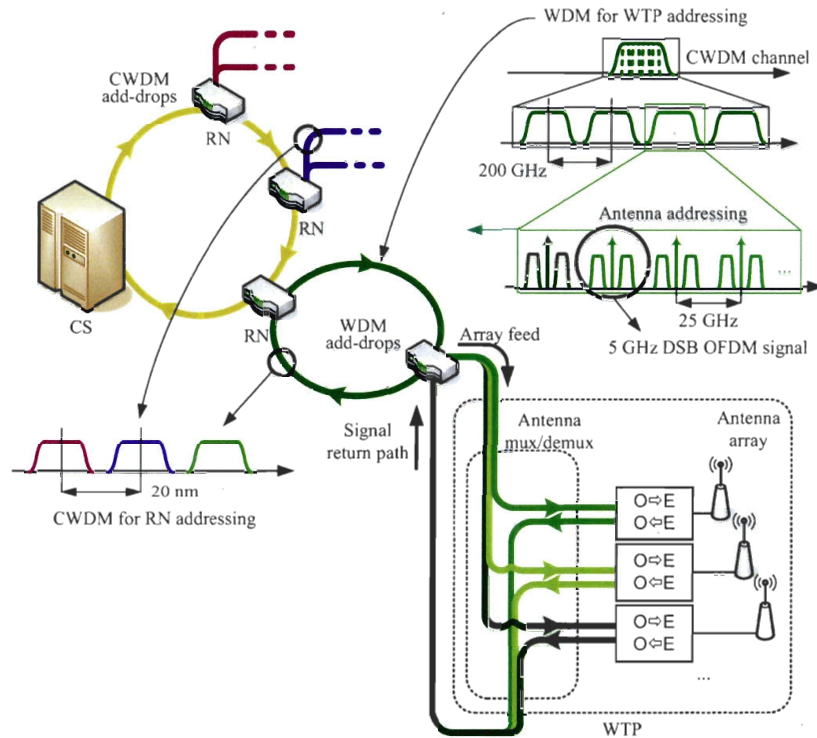 WDM for WTP addressing
CWDM
add-drops
CWDM channel
RN
200 GHz
RN
Antenna addressing
...
25 GHz
5 GHz DSB OFDM signal
CS
RN
WDM
add-drops
Array feed
Signal
return path
Antenna
mux/demux
Antenna
array
20 nm
CWDM for RN addressing
O⇨E
O⇦E
O⇨E
O⇦E
O⇨E
O⇦E
...
WTP